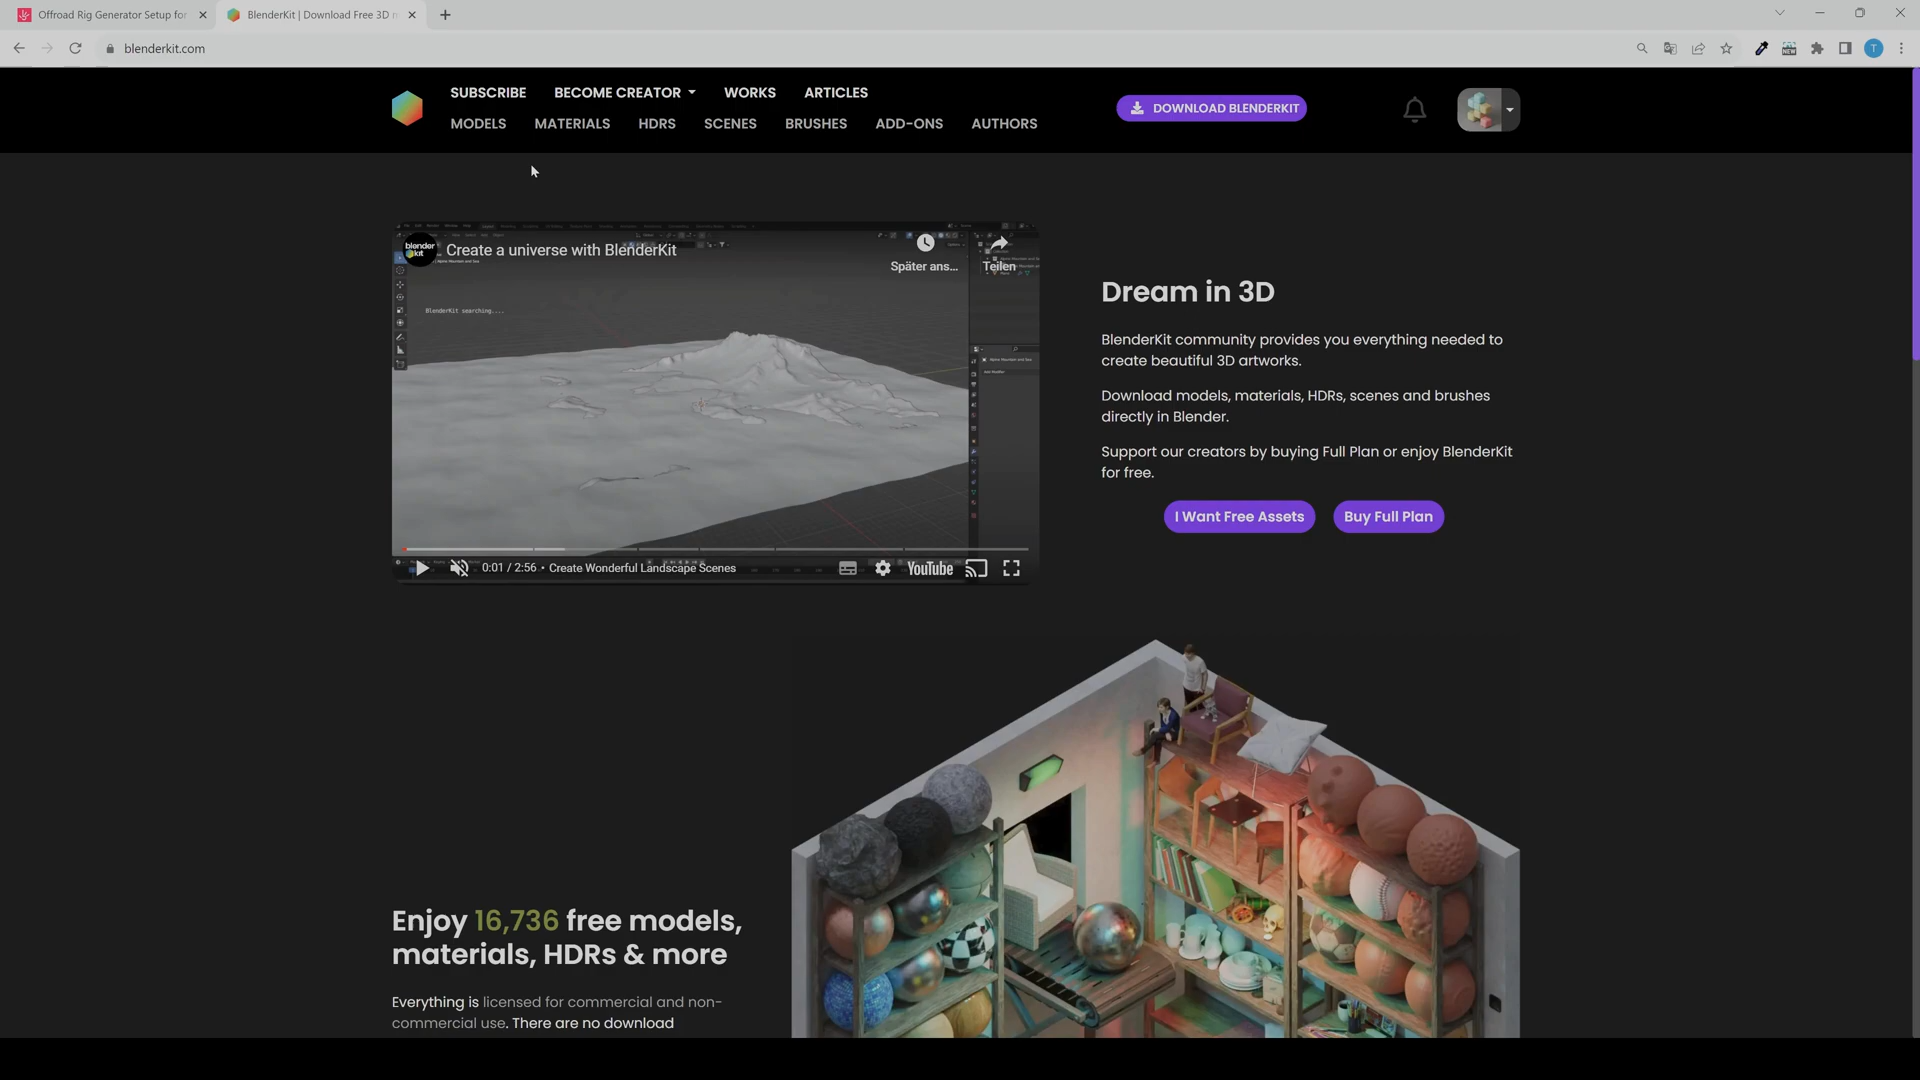 Offroad Rig Generator Setup for
BlenderKit | Download Free 3D
blenderkit.com
T
SUBSCRIBE
BECOME CREATOR
WORKS
ARTICLES
MODELS
MATERIALS
HDRS
SCENES
BRUSHES
ADD-ONS
AUTHORS
DOWNLOAD BLENDERKIT
blender
kit
Create a universe with BlenderKit
Später ans...
Teilen
BlenderKit searching....
0:01 / 2:56 • Create Wonderful Landscape Scenes
YouTube
Dream in 3D
BlenderKit community provides you everything needed to
create beautiful 3D artworks.
Download models, materials, HDRs, scenes and brushes
directly in Blender.
Support our creators by buying Full Plan or enjoy BlenderKit
for free.
I Want Free Assets
Buy Full Plan
Enjoy 16,736 free models,
materials, HDRs & more
Everything is licensed for commercial and non-
commercial use. There are no download